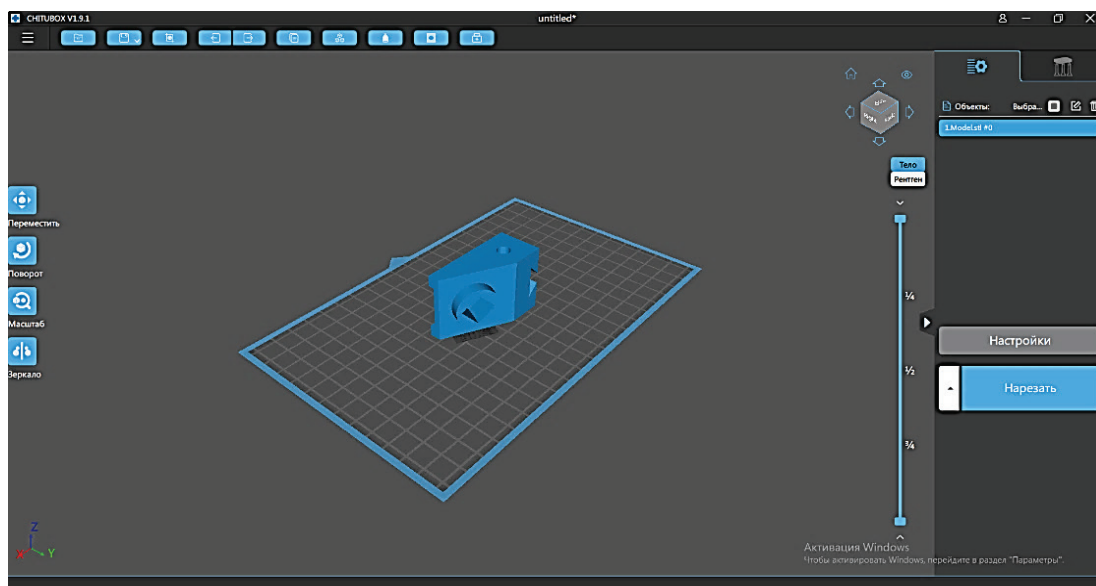 CHITUBOX V1.9.1
untitled*
Объекты:
Выбра...
1.Model.stl #0
Тело
Рентген
Переместить
Поворот
Масштаб
Зеркало
¼
½
¾
Настройки
Нарезать
Z
X
Y
Активация Windows
Чтобы активировать Windows, перейдите в раздел "Параметры".